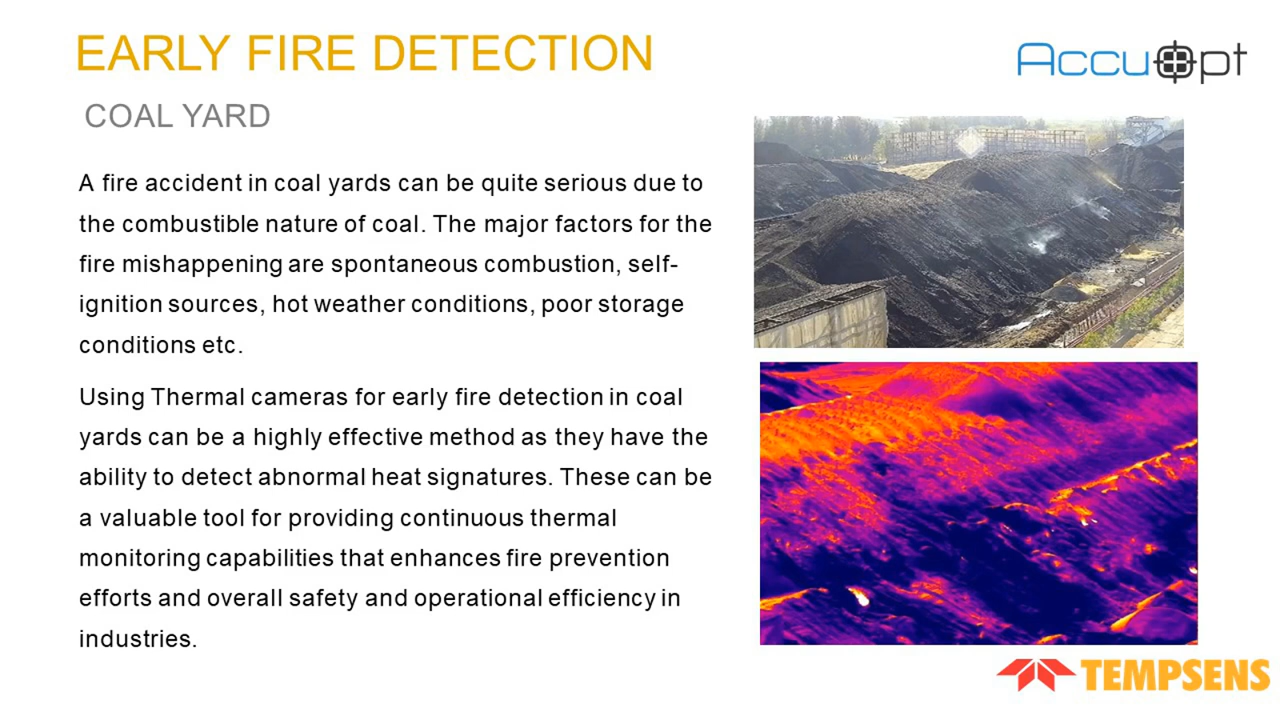 EARLY FIRE DETECTION
AccuOpt
COAL YARD
A fire accident in coal yards can be quite serious due to
the combustible nature of coal. The major factors for the
fire mishappening are spontaneous combustion, self-
ignition sources, hot weather conditions, poor storage
conditions etc.
Using Thermal cameras for early fire detection in coal
yards can be a highly effective method as they have the
ability to detect abnormal heat signatures. These can be
a valuable tool for providing continuous thermal
monitoring capabilities that enhances fire prevention
efforts and overall safety and operational efficiency in
industries.
TEMPSENS